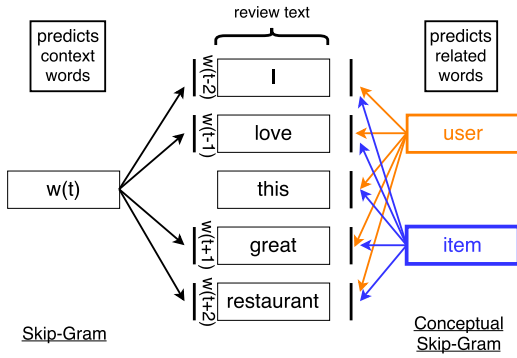 review text
predicts
context
words
predicts
related
words
w(t-2)
I
w(t-1)
love
user
w(t)
this
w(t+1)
great
item
w(t+2)
restaurant
Skip-Gram
Conceptual
Skip-Gram